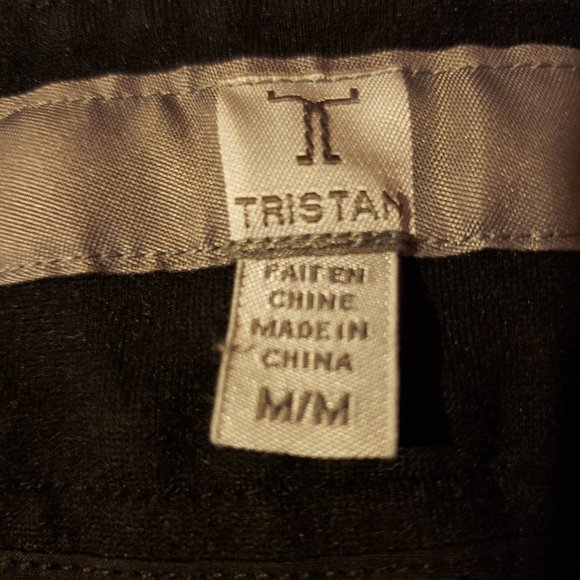 TRISTAN
FAIT EN
CHINE
MADE IN
CHINA
M/M